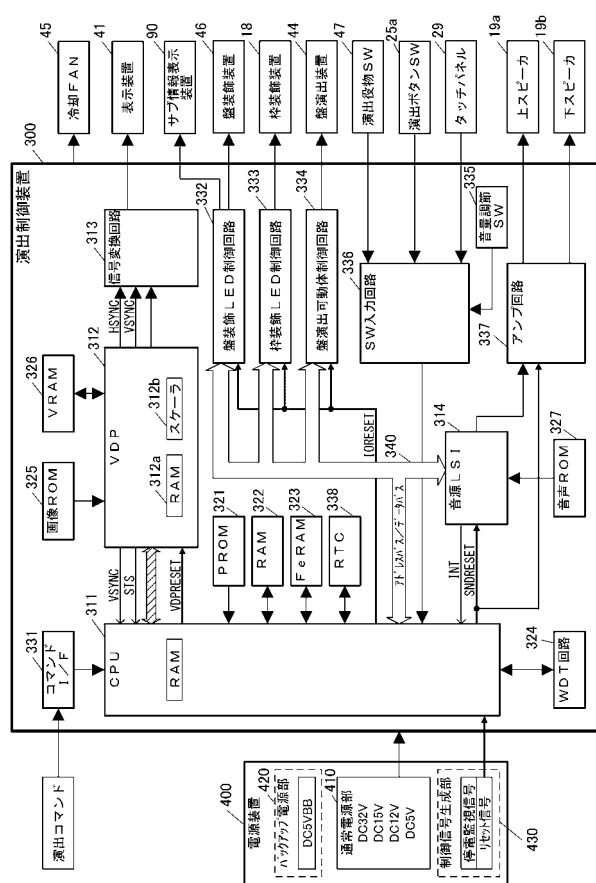 演出制御装置
300
冷却FAN
45
表示装置
41
サブ情報表示
装置
90
盤装飾装置
46
枠装飾装置
18
盤演出装置
44
演出役物SW
47
演出ボタンSW
25a
タッチパネル
29
上スピーカ
19a
下スピーカ
19b
信号変換回路
313
HSYNC
VSYNC
盤装飾LED制御回路
332
枠装飾LED制御回路
333
盤演出可動体制御回路
334
SW入力回路
336
音量調節
SW
335
アンプ回路
337
VRAM
326
画像ROM
325
VDP
312
RAM
312a
スケーラ
312b
VSYNC
STS
VDPRESET
IORESET
340
アドレスバス/データバス
音源LSI
314
音声ROM
327
INT
SNDRESET
PROM
321
RAM
322
FeRAM
323
RTC
338
コマンド
I/F
331
CPU
311
RAM
WDT回路
324
演出コマンド
電源装置
400
バックアップ電源部
420
DC5VBB
通常電源部
410
DC32V
DC15V
DC12V
DC5V
制御信号生成部
430
停電監視信号
リセット信号